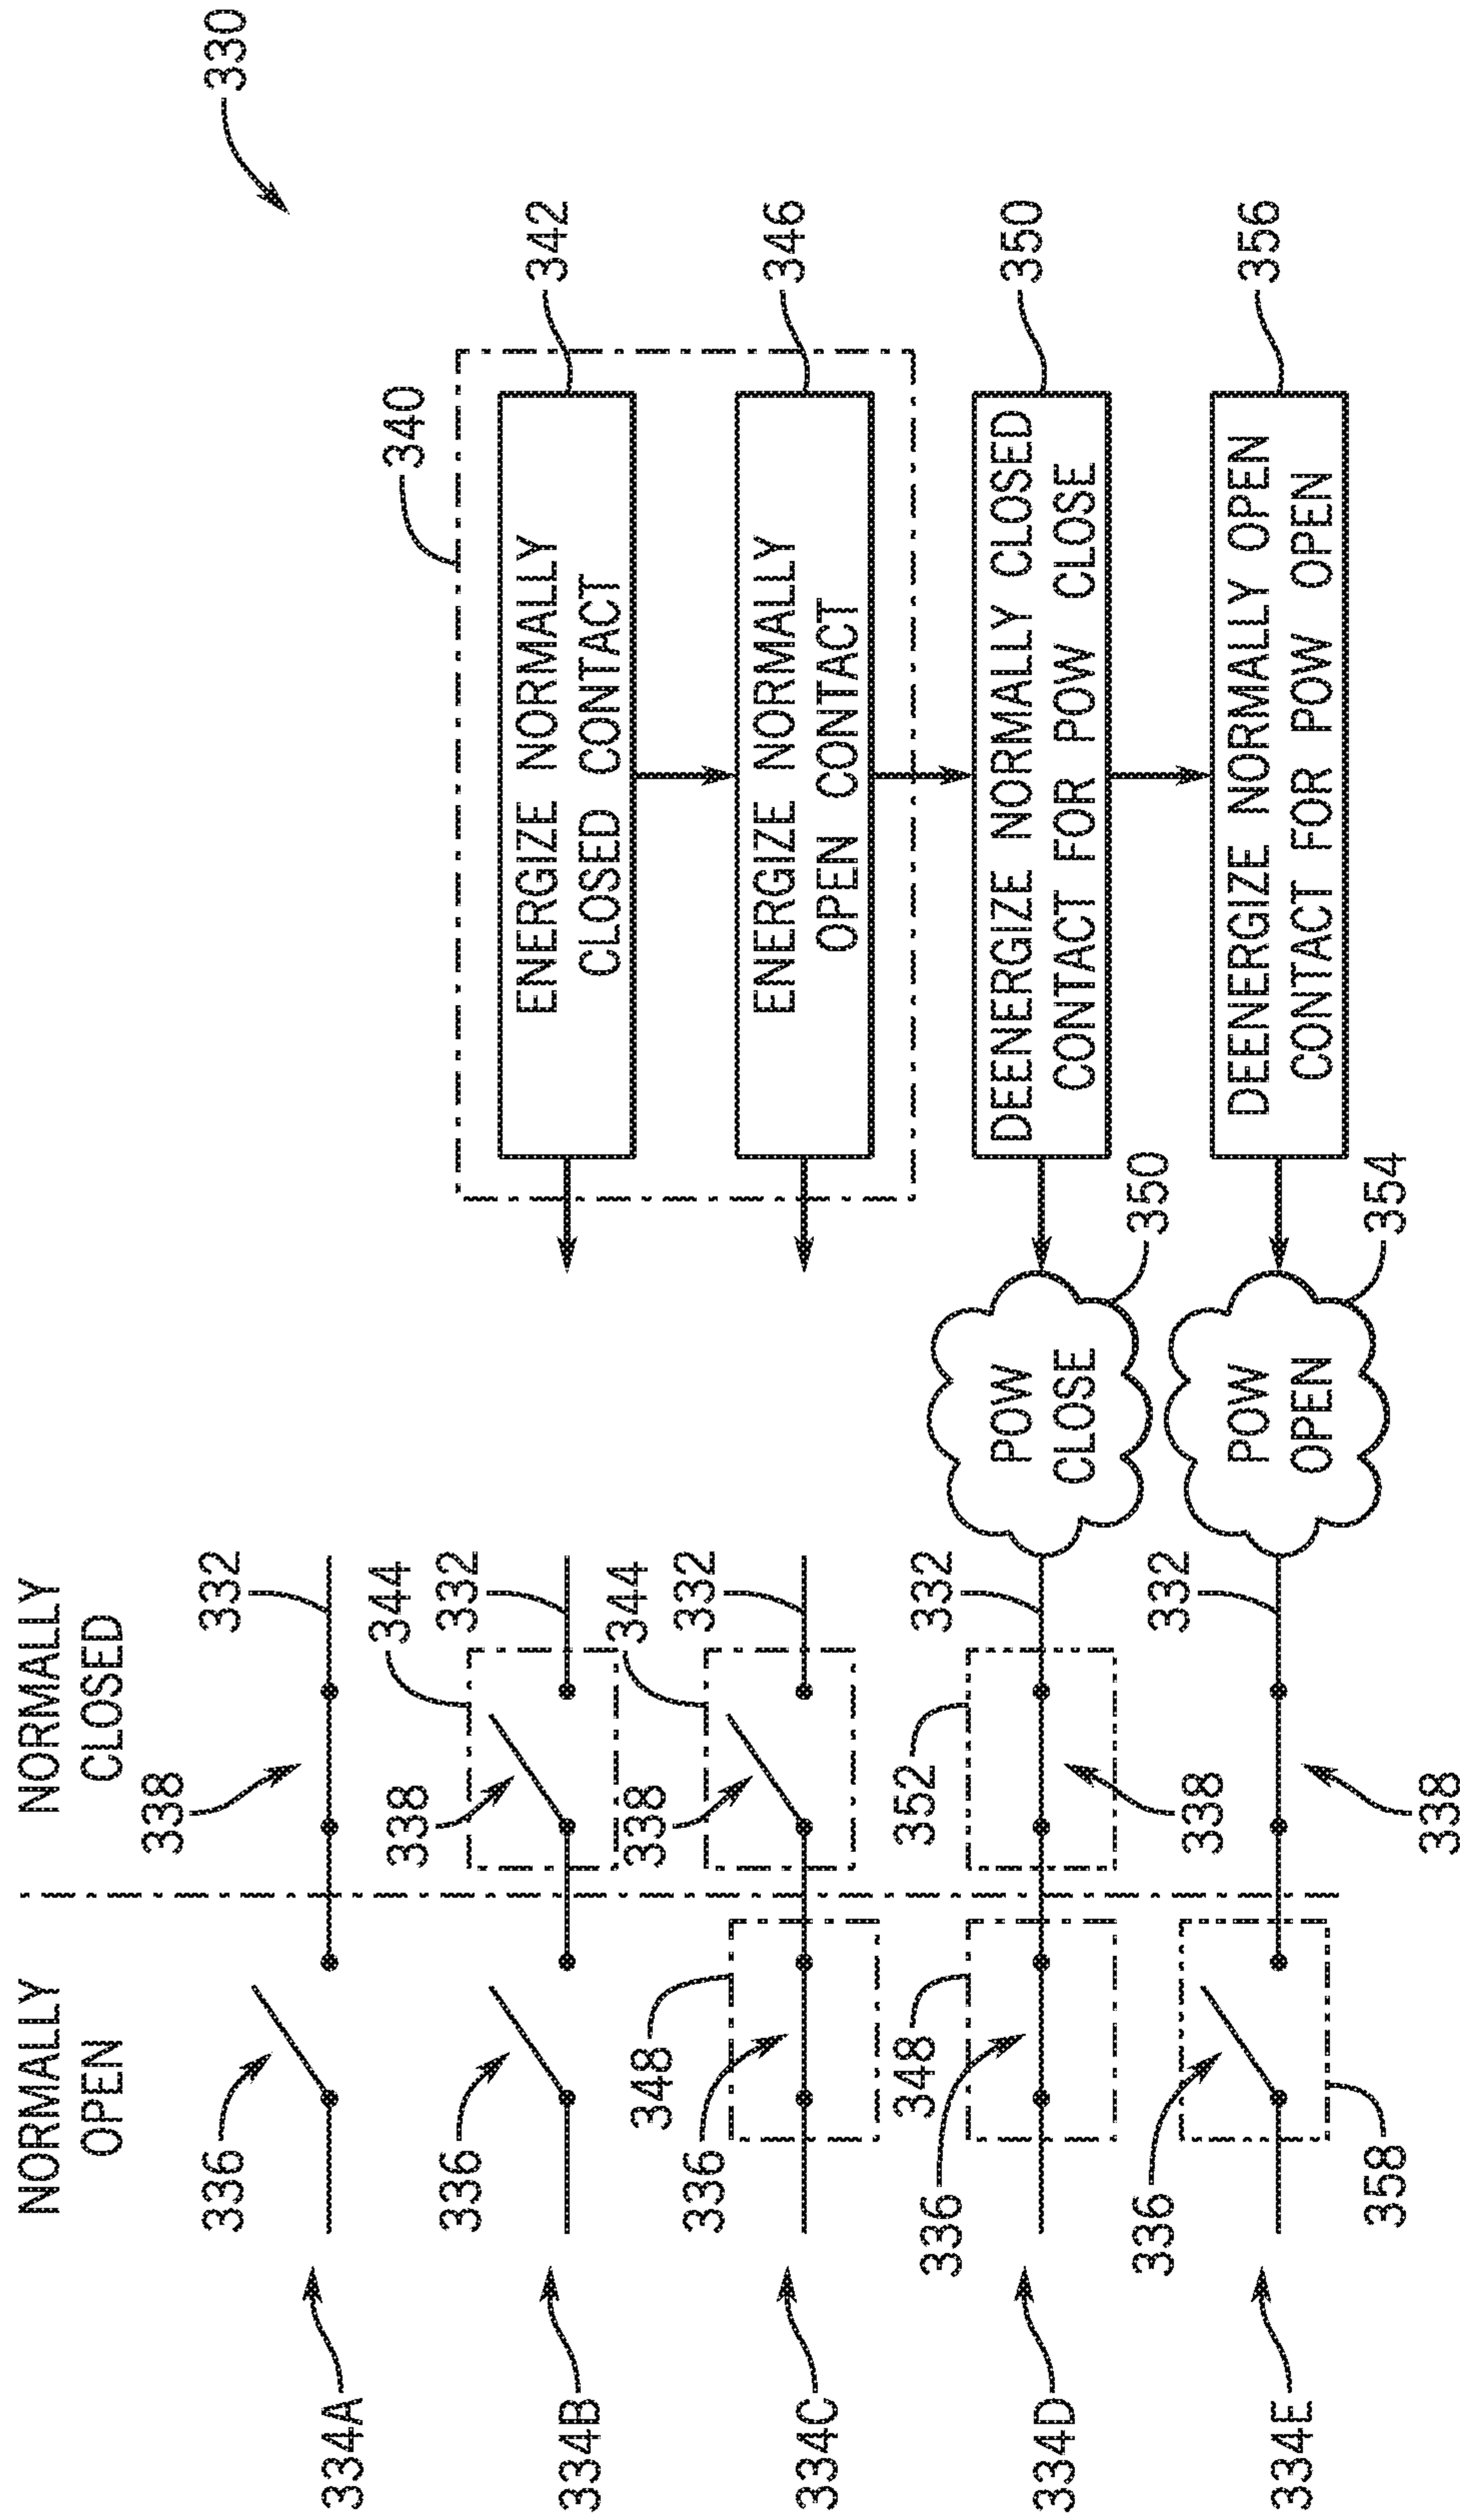 330
NORMALLY
OPEN
NORMALLY
CLOSED
334A
336
338
332
340
334B
336
338
344
332
ENERGIZE NORMALLY
CLOSED CONTACT
342
334C
348
336
338
344
332
ENERGIZE NORMALLY
OPEN CONTACT
346
334D
348
336
352
338
332
POW
CLOSE
350
DEENERGIZE NORMALLY CLOSED
CONTACT FOR POW CLOSE
350
334E
336
358
338
332
POW
OPEN
354
DEENERGIZE NORMALLY OPEN
CONTACT FOR POW OPEN
356